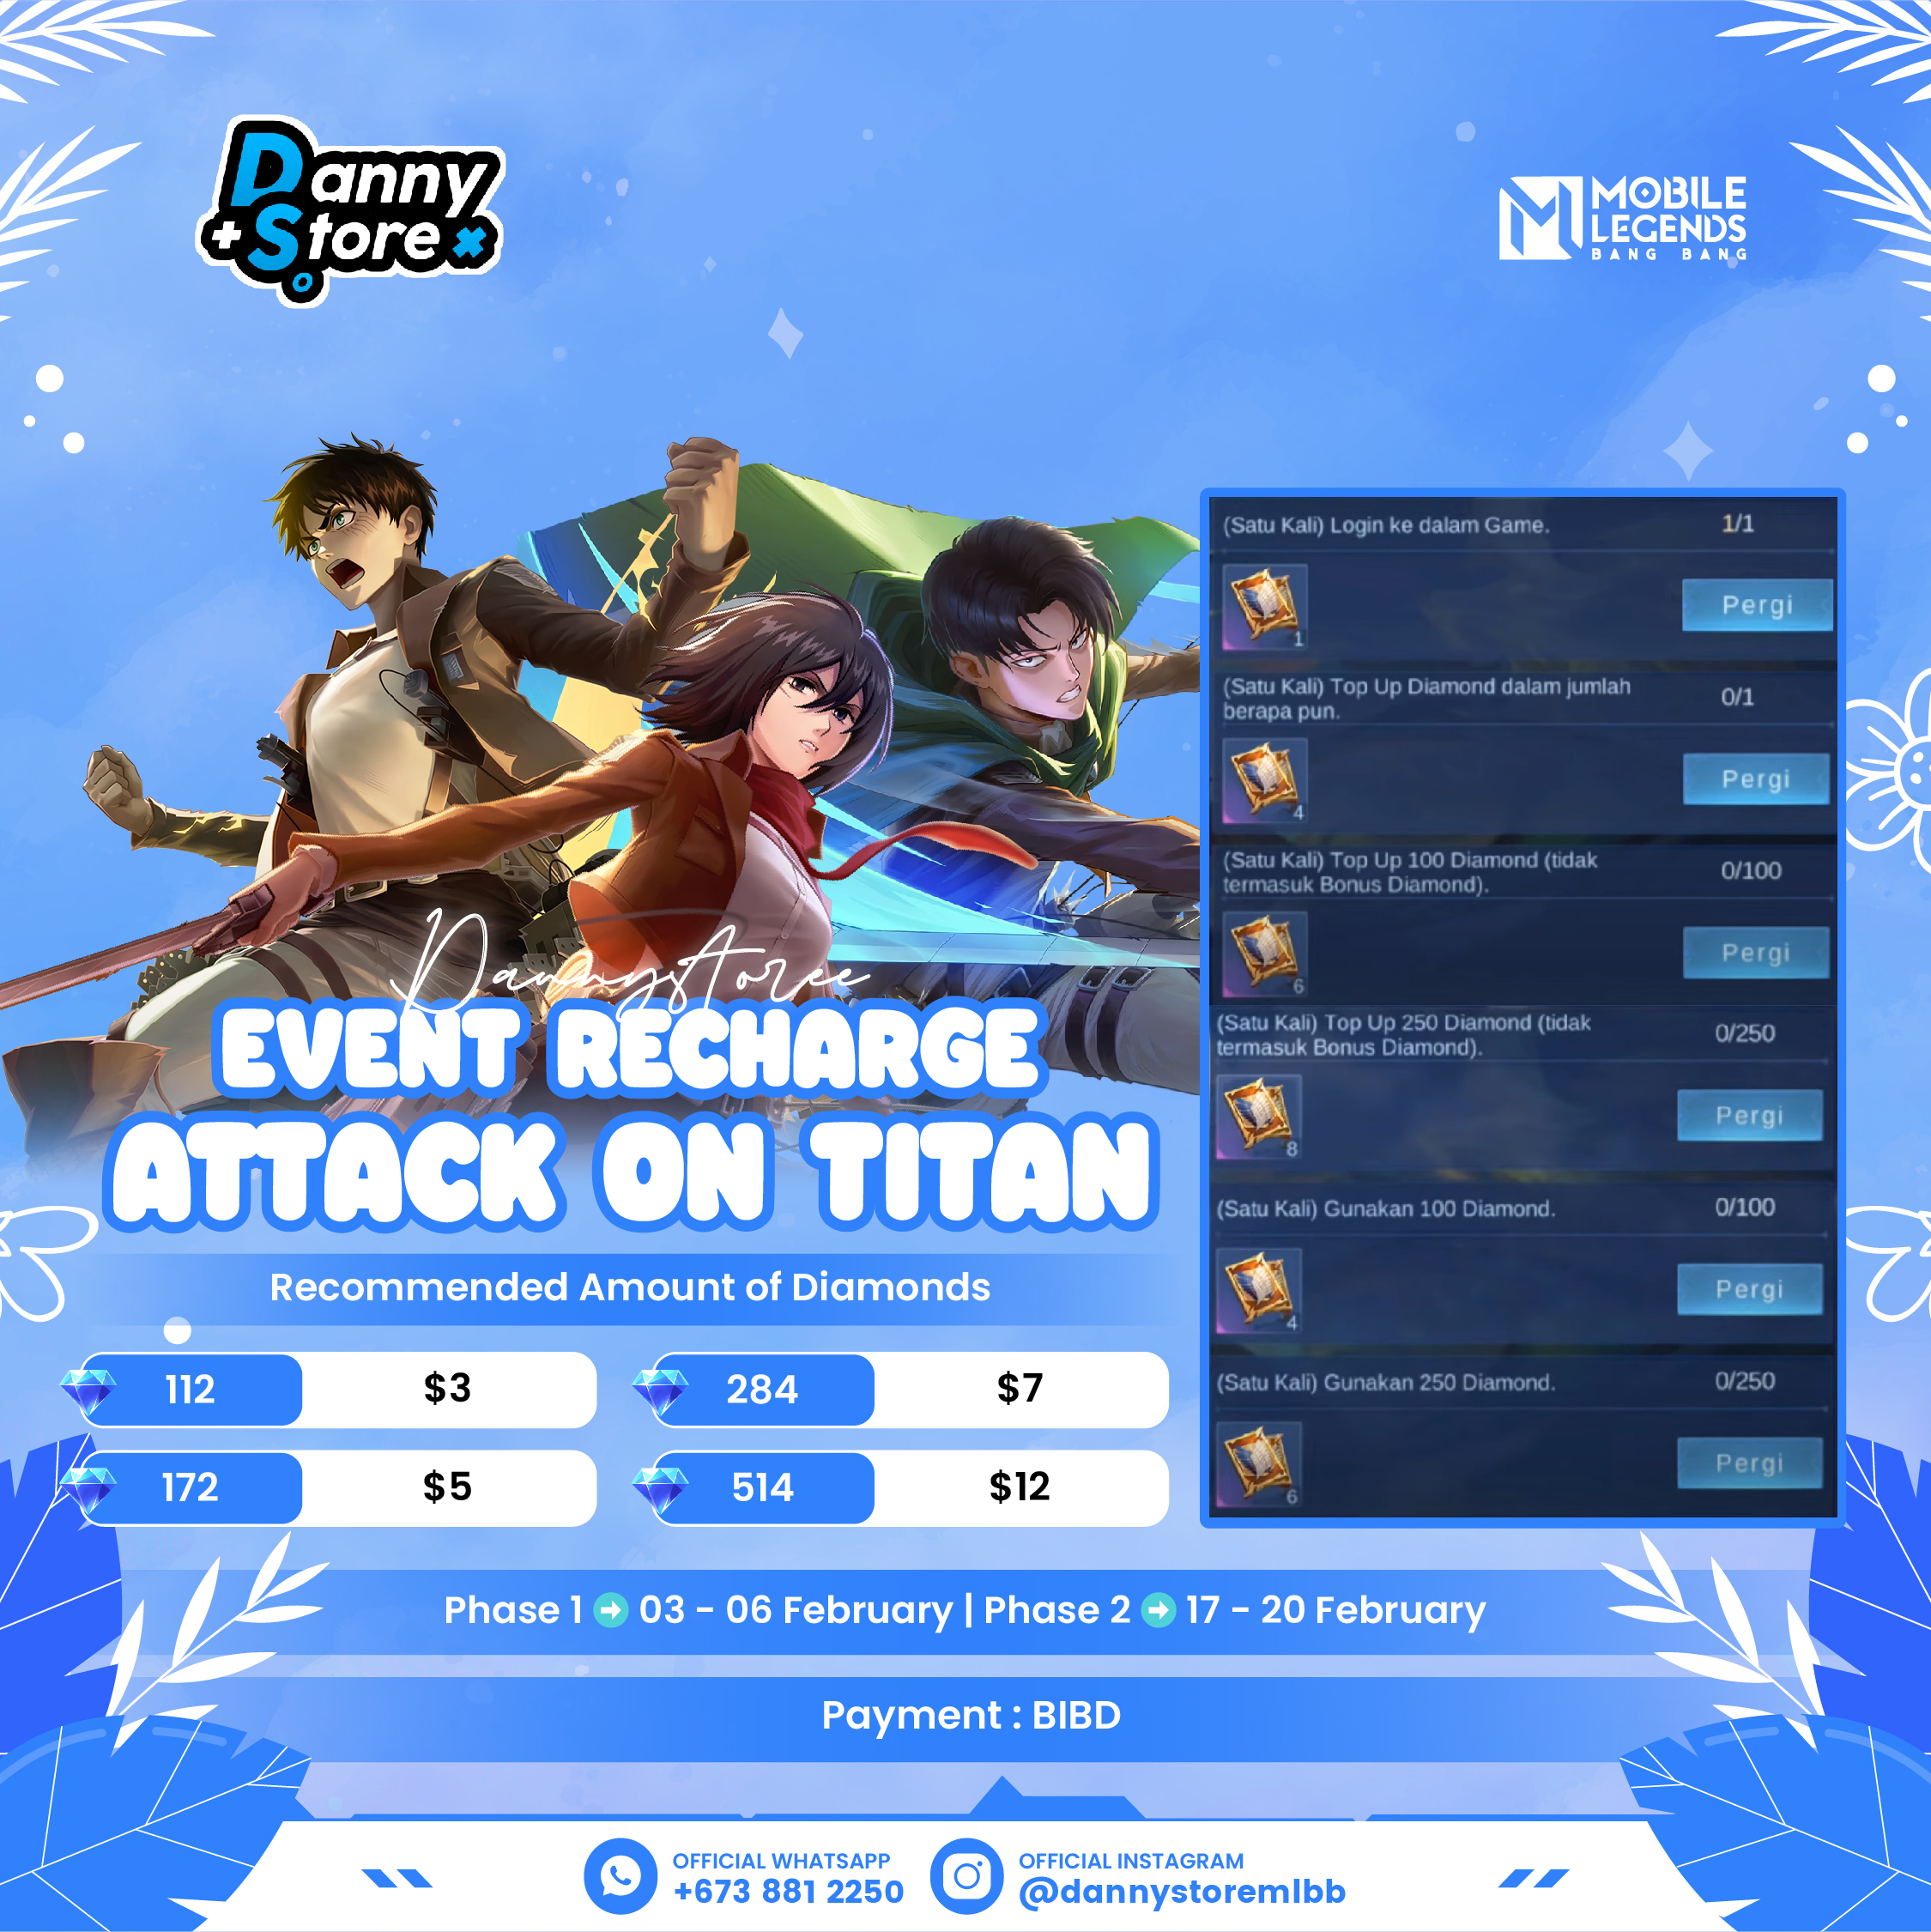 Danny
Store
MOBILE
LEGENDS
BANG BANG
Dannystoree
EVENT RECHARGE
ATTACK ON TITAN
Recommended Amount of Diamonds
112 $3
284 $7
172 $5
514 $12
(Satu Kali) Login ke dalam Game. 1/1
1
Pergi
(Satu Kali) Top Up Diamond dalam jumlah
berapa pun.
0/1
4
Pergi
(Satu Kali) Top Up 100 Diamond (tidak
termasuk Bonus Diamond).
0/100
6
Pergi
(Satu Kali) Top Up 250 Diamond (tidak
termasuk Bonus Diamond).
0/250
8
Pergi
(Satu Kali) Gunakan 100 Diamond. 0/100
4
Pergi
(Satu Kali) Gunakan 250 Diamond. 0/250
6
Pergi
Phase 1 ➜ 03 - 06 February | Phase 2 ➜ 17 - 20 February
Payment : BIBD
OFFICIAL WHATSAPP
+673 881 2250
OFFICIAL INSTAGRAM
@dannystoremlbb